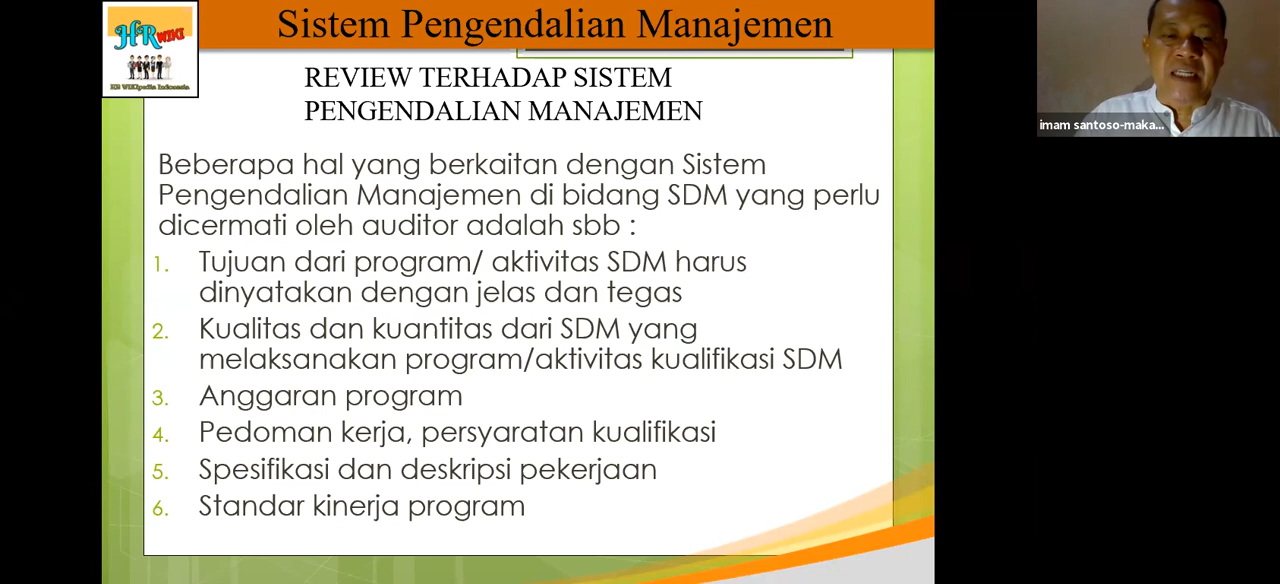 Sistem Pengendalian Manajemen
HR WIKI
HR WIKIpedia Indonesia
REVIEW TERHADAP SISTEM
PENGENDALIAN MANAJEMEN
imam santoso-maka...
Beberapa hal yang berkaitan dengan Sistem
Pengendalian Manajemen di bidang SDM yang perlu
dicermati oleh auditor adalah sbb :
1. Tujuan dari program/ aktivitas SDM harus
dinyatakan dengan jelas dan tegas
2. Kualitas dan kuantitas dari SDM yang
melaksanakan program/aktivitas kualifikasi SDM
3. Anggaran program
4. Pedoman kerja, persyaratan kualifikasi
5. Spesifikasi dan deskripsi pekerjaan
6. Standar kinerja program